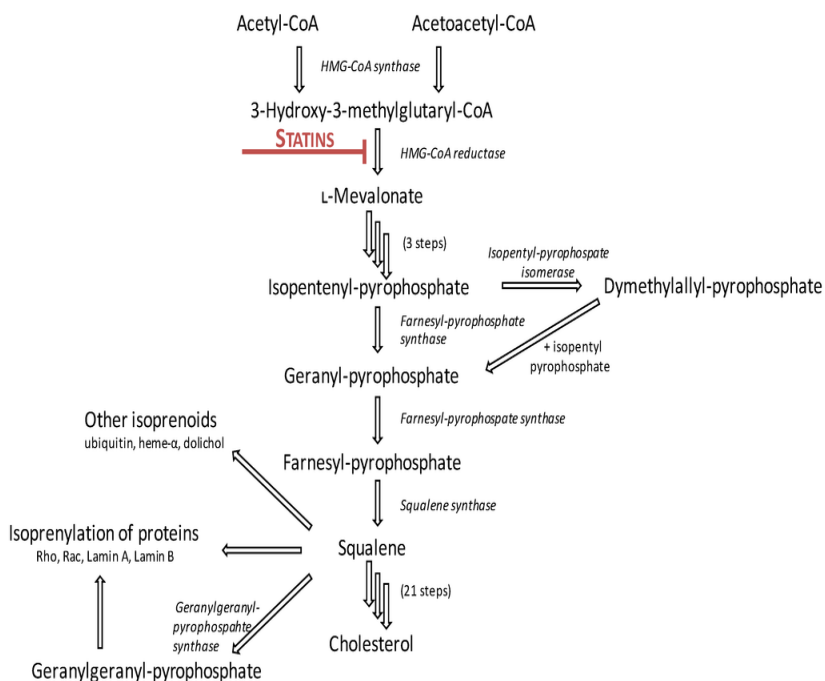 Acetyl-CoA
Acetoacetyl-CoA
HMG-CoA synthase
3-Hydroxy-3-methylglutaryl-CoA
STATINS
HMG-CoA reductase
L-Mevalonate
(3 steps)
Isopentyl-pyrophospate
isomerase
Isopentenyl-pyrophosphate
Dymethylallyl-pyrophosphate
Farnesyl-pyrophosphate
synthase
+ isopentyl
pyrophosphate
Geranyl-pyrophosphate
Farnesyl-pyrophospate synthase
Other isoprenoids
ubiquitin, heme-α, dolichol
Farnesyl-pyrophosphate
Squalene synthase
Isoprenylation of proteins
Rho, Rac, Lamin A, Lamin B
Squalene
(21 steps)
Geranylgeranyl-
pyrophospahte
synthase
Cholesterol
Geranylgeranyl-pyrophosphate